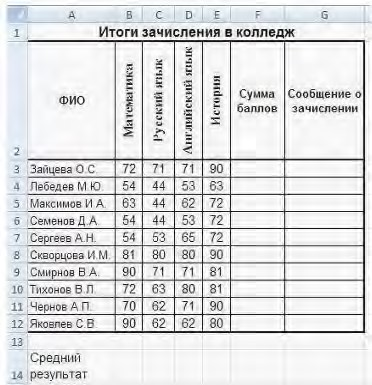 A B C D E F G
1 Итоги зачисления в колледж
2 ФИО Математика Русский язык Английский язык История Сумма баллов Сообщение о зачислении
3 Зайцева О.С. 72 71 71 90
4 Лебедев М.Ю. 54 44 53 63
5 Максимов И.А. 63 44 62 72
6 Семенов Д.А. 54 44 53 72
7 Сергеев А.Н. 54 53 65 72
8 Скворцова И.М. 81 80 80 90
9 Смирнов В.А. 90 71 71 81
10 Тихонов В.Л. 72 63 80 81
11 Чернов А.П. 70 62 71 90
12 Яковлев С.В. 90 62 62 80
13
14 Средний результат